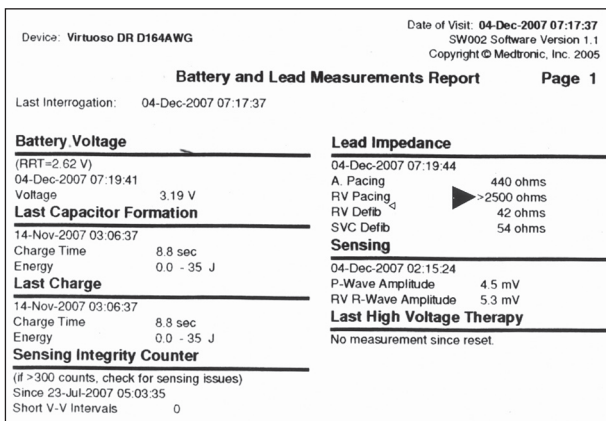 Device: Virtuoso DR D164AWG
Date of Visit: 04-Dec-2007 07:17:37
SW002 Software Version 1.1
Copyright © Medtronic, Inc. 2005
Battery and Lead Measurements Report Page 1
Last Interrogation: 04-Dec-2007 07:17:37
Battery Voltage
(RRT=2.62 V)
04-Dec-2007 07:19:41
Voltage 3.19 V
Last Capacitor Formation
14-Nov-2007 03:06:37
Charge Time 8.8 sec
Energy 0.0 - 35 J
Last Charge
14-Nov-2007 03:06:37
Charge Time 8.8 sec
Energy 0.0 - 35 J
Sensing Integrity Counter
(if >300 counts, check for sensing issues)
Since 23-Jul-2007 05:03:35
Short V-V Intervals 0
Lead Impedance
04-Dec-2007 07:19:44
A. Pacing 440 ohms
RV Pacing >2500 ohms
RV Defib 42 ohms
SVC Defib 54 ohms
Sensing
04-Dec-2007 02:15:24
P-Wave Amplitude 4.5 mV
RV R-Wave Amplitude 5.3 mV
Last High Voltage Therapy
No measurement since reset.